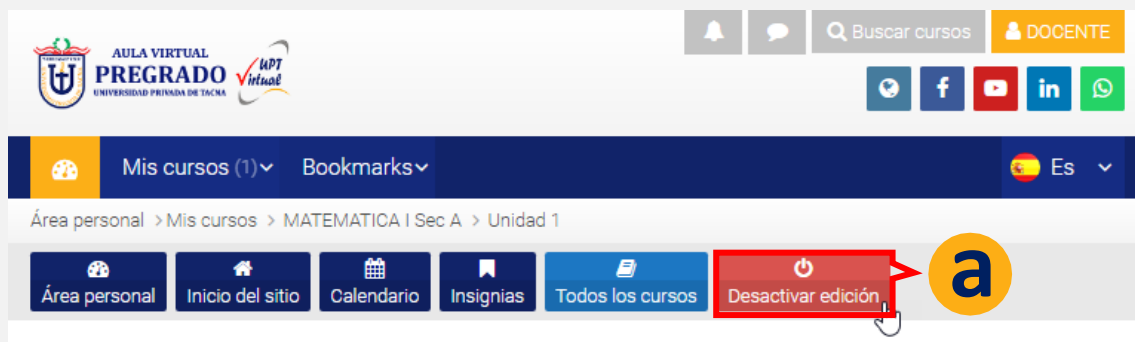 AULA VIRTUAL
PREGRADO
UNIVERSIDAD PRIVADA DE TACNA
UPT
Virtual
Buscar cursos
DOCENTE
Mis cursos (1)
Bookmarks
Es
Área personal > Mis cursos > MATEMATICA I Sec A > Unidad 1
Área personal
Inicio del sitio
Calendario
Insignias
Todos los cursos
Desactivar edición
a